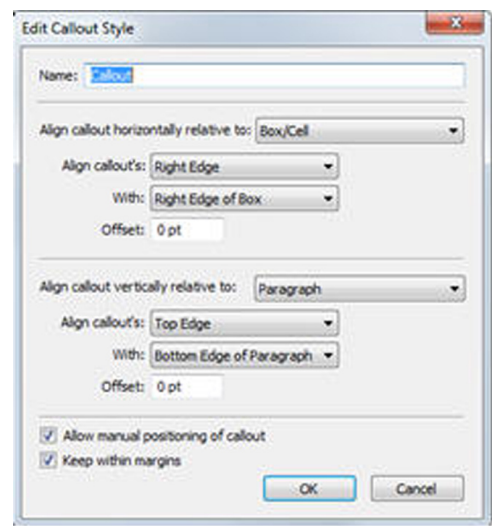 Edit Callout Style
Name: Callout
Align callout horizontally relative to: Box/Cell
Align callout's: Right Edge
With: Right Edge of Box
Offset: 0 pt
Align callout vertically relative to: Paragraph
Align callout's: Top Edge
With: Bottom Edge of Paragraph
Offset: 0 pt
Allow manual positioning of callout
Keep within margins
OK Cancel